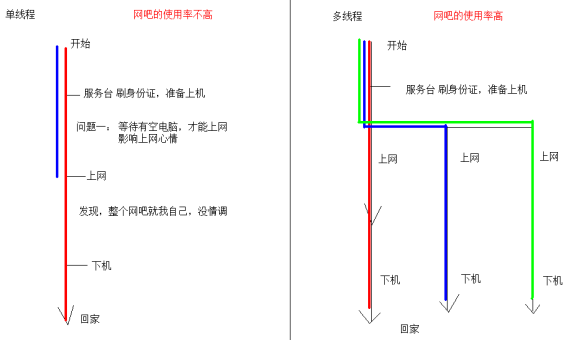 单线程
网吧的使用率不高
开始
服务台 刷身份证，准备上机
问题一： 等待有空电脑，才能上网
影响上网心情
上网
发现，整个网吧就我自己，没情调
下机
回家
多线程
网吧的使用率高
开始
服务台 刷身份证，准备上机
上网
上网
上网
下机
下机
下机
回家